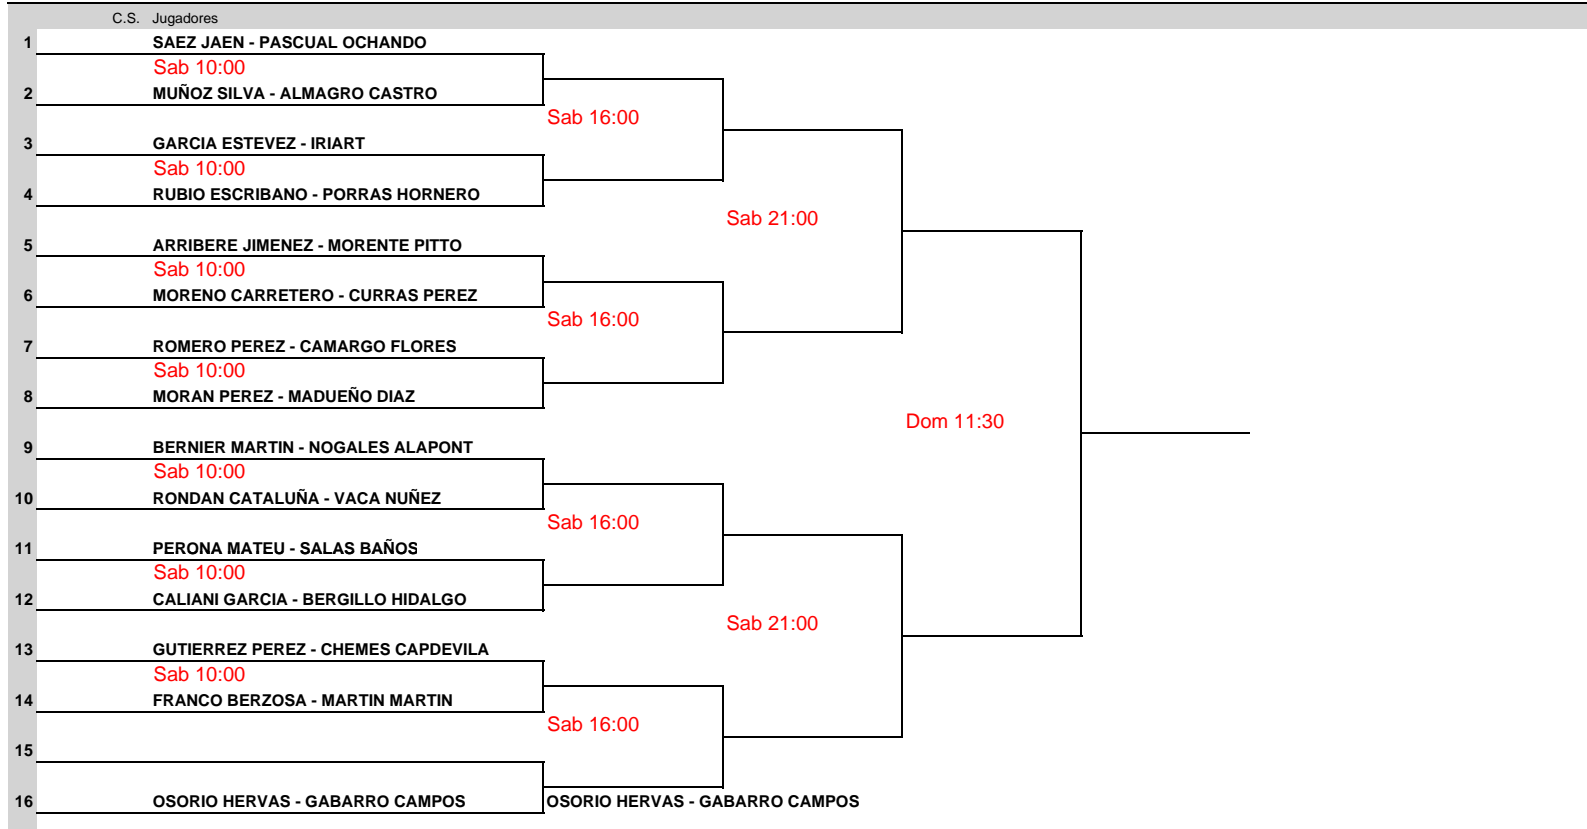 C.S. Jugadores
1 SAEZ JAEN - PASCUAL OCHANDO
Sab 10:00
2 MUÑOZ SILVA - ALMAGRO CASTRO
Sab 16:00
3 GARCIA ESTEVEZ - IRIART
Sab 10:00
4 RUBIO ESCRIBANO - PORRAS HORNERO
Sab 21:00
5 ARRIBERE JIMENEZ - MORENTE PITTO
Sab 10:00
6 MORENO CARRETERO - CURRAS PEREZ
Sab 16:00
7 ROMERO PEREZ - CAMARGO FLORES
Sab 10:00
8 MORAN PEREZ - MADUEÑO DIAZ
Dom 11:30
9 BERNIER MARTIN - NOGALES ALAPONT
Sab 10:00
10 RONDAN CATALUÑA - VACA NUÑEZ
Sab 16:00
11 PERONA MATEU - SALAS BAÑOS
Sab 10:00
12 CALIANI GARCIA - BERGILLO HIDALGO
Sab 21:00
13 GUTIERREZ PEREZ - CHEMES CAPDEVILA
Sab 10:00
14 FRANCO BERZOSA - MARTIN MARTIN
Sab 16:00
15
16 OSORIO HERVAS - GABARRO CAMPOS OSORIO HERVAS - GABARRO CAMPOS